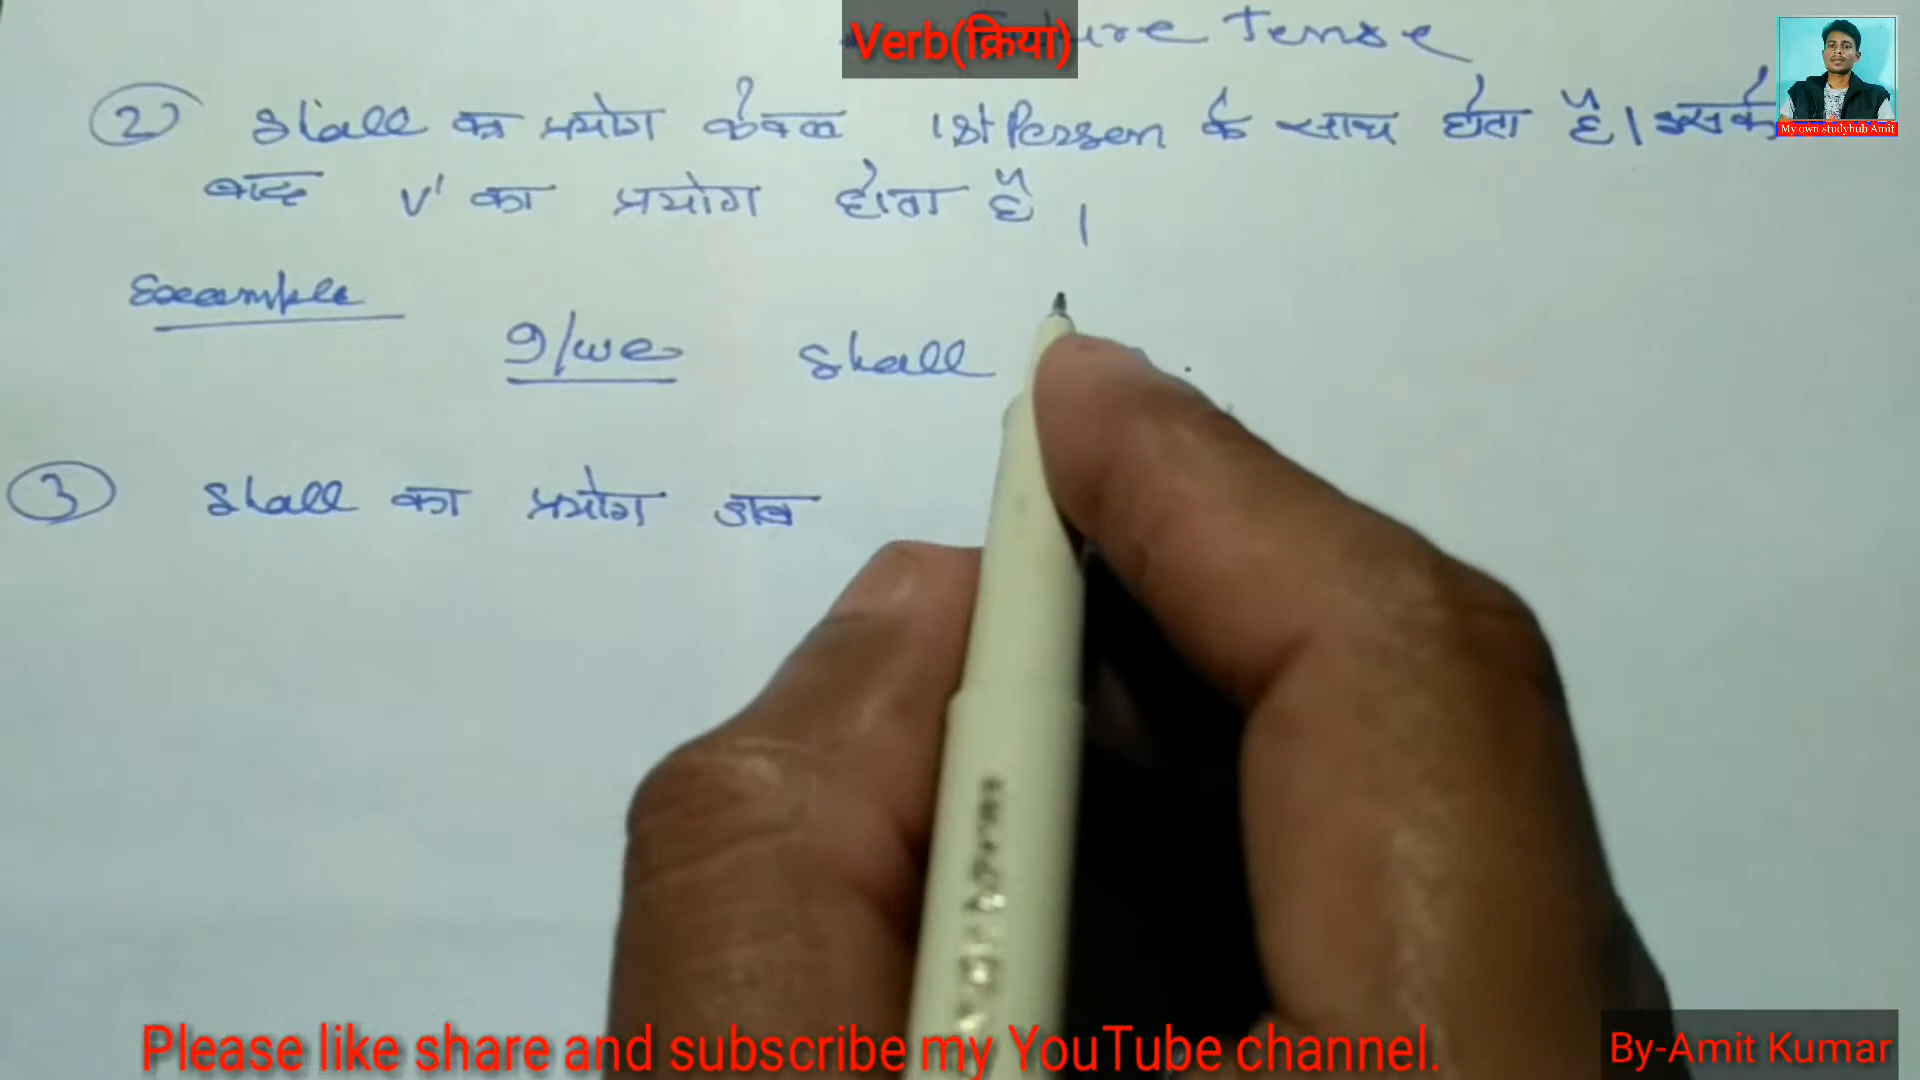 Verb(क्रिया)
Future Tense
My own studyhub Amit
② Shall का प्रयोग केवल 1st Person के साथ होता है। इसके
बाद V¹ का प्रयोग होता है।
Example
I/we shall
③ Shall का प्रयोग जब
Please like share and subscribe my YouTube channel.
By-Amit Kumar